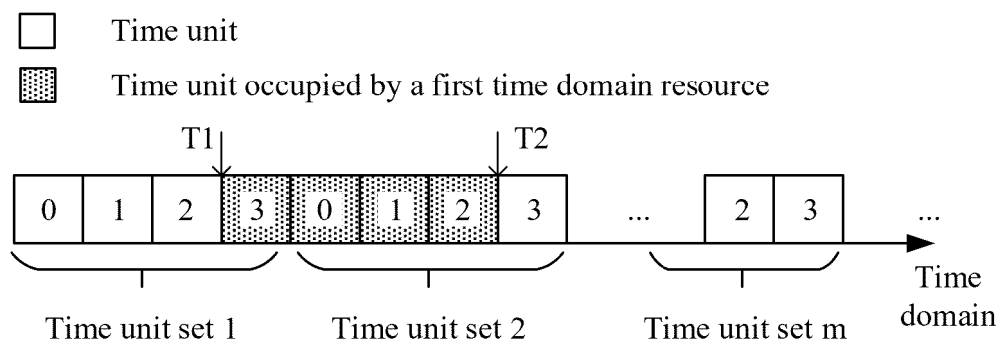 Time unit
Time unit occupied by a first time domain resource
T1 T2
0 1 2 3 0 1 2 3 ... 2 3 ...
Time
domain
Time unit set 1 Time unit set 2 Time unit set m